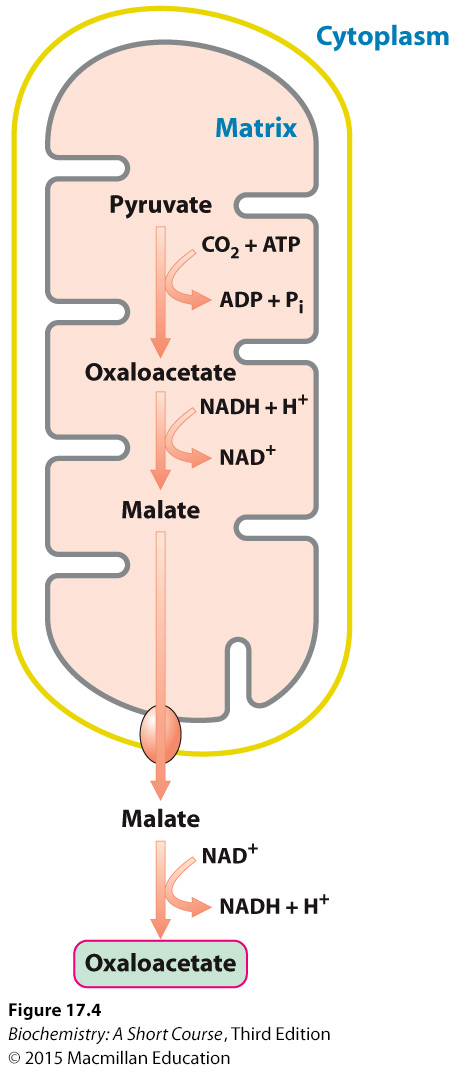 Cytoplasm
Matrix
Pyruvate
CO₂ + ATP
ADP + Pᵢ
Oxaloacetate
NADH + H⁺
NAD⁺
Malate
Malate
NAD⁺
NADH + H⁺
Oxaloacetate
Figure 17.4
Biochemistry: A Short Course, Third Edition
© 2015 Macmillan Education